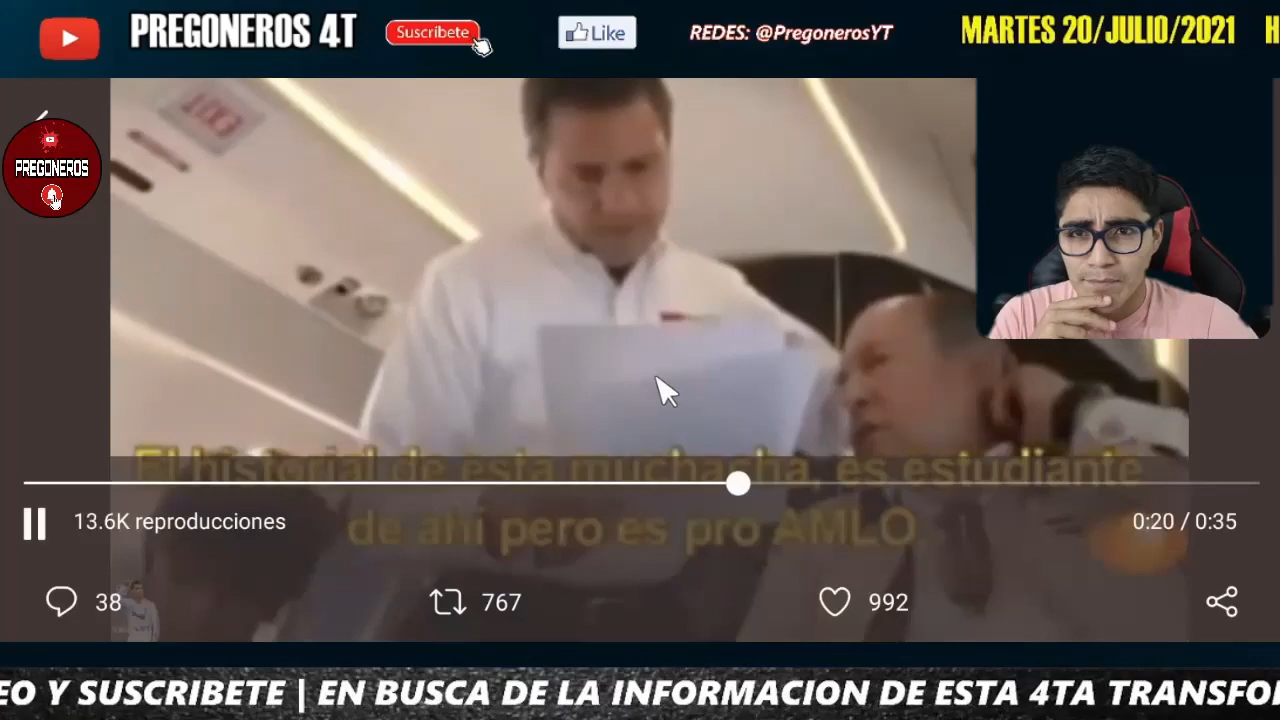 PREGONEROS 4T
Suscríbete
Like
REDES: @PregonerosYT
MARTES 20/JULIO/2021 H
EXIT
PREGONEROS
El historial de esta muchacha, es estudiante
de ahí pero es pro AMLO.
13.6K reproducciones
0:20 / 0:35
38
767
992
EO Y SUSCRIBETE | EN BUSCA DE LA INFORMACION DE ESTA 4TA TRANSFO